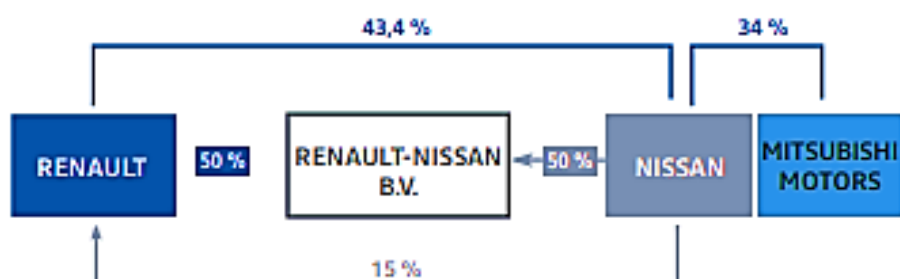 43,4 %
34 %
RENAULT
50 %
RENAULT-NISSAN
B.V.
50 %
NISSAN
MITSUBISHI
MOTORS
15 %